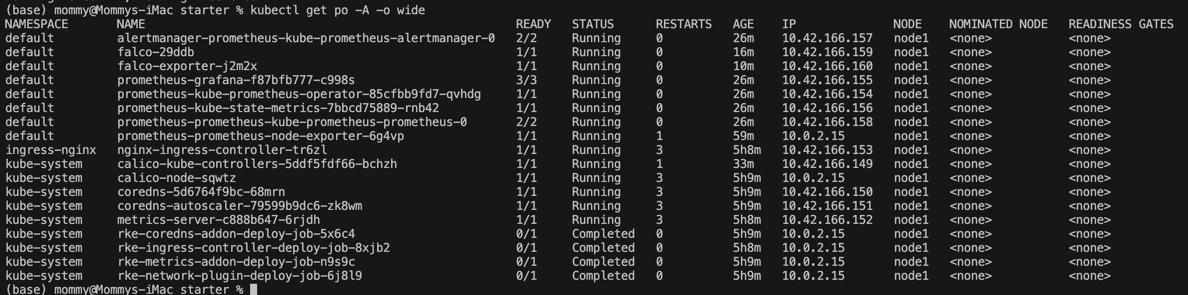 (base) mommy@Mommys-iMac starter % kubectl get po -A -o wide
NAMESPACE NAME READY STATUS RESTARTS AGE IP NODE NOMINATED NODE READINESS GATES
default alertmanager-prometheus-kube-prometheus-alertmanager-0 2/2 Running 0 26m 10.42.166.157 node1 <none> <none>
default falco-29ddb 1/1 Running 0 16m 10.42.166.159 node1 <none> <none>
default falco-exporter-j2m2x 1/1 Running 0 10m 10.42.166.160 node1 <none> <none>
default prometheus-grafana-f87bfb777-c998s 3/3 Running 0 26m 10.42.166.155 node1 <none> <none>
default prometheus-kube-prometheus-operator-85cfbb9fd7-qvhdg 1/1 Running 0 26m 10.42.166.154 node1 <none> <none>
default prometheus-kube-state-metrics-7bbcd75889-rnb42 1/1 Running 0 26m 10.42.166.156 node1 <none> <none>
default prometheus-prometheus-kube-prometheus-prometheus-0 2/2 Running 0 26m 10.42.166.158 node1 <none> <none>
default prometheus-prometheus-node-exporter-6g4vp 1/1 Running 1 59m 10.0.2.15 node1 <none> <none>
ingress-nginx nginx-ingress-controller-tr6zl 1/1 Running 3 5h8m 10.42.166.153 node1 <none> <none>
kube-system calico-kube-controllers-5ddf5fdf66-bchzh 1/1 Running 1 33m 10.42.166.149 node1 <none> <none>
kube-system calico-node-sqwtz 1/1 Running 3 5h9m 10.0.2.15 node1 <none> <none>
kube-system coredns-5d6764f9bc-68mrn 1/1 Running 3 5h9m 10.42.166.150 node1 <none> <none>
kube-system coredns-autoscaler-79599b9dc6-zk8wm 1/1 Running 3 5h9m 10.42.166.151 node1 <none> <none>
kube-system metrics-server-c888b647-6rjdh 1/1 Running 3 5h8m 10.42.166.152 node1 <none> <none>
kube-system rke-coredns-addon-deploy-job-5x6c4 0/1 Completed 0 5h9m 10.0.2.15 node1 <none> <none>
kube-system rke-ingress-controller-deploy-job-8xjb2 0/1 Completed 0 5h8m 10.0.2.15 node1 <none> <none>
kube-system rke-metrics-addon-deploy-job-n9s9c 0/1 Completed 0 5h9m 10.0.2.15 node1 <none> <none>
kube-system rke-network-plugin-deploy-job-6j8l9 0/1 Completed 0 5h9m 10.0.2.15 node1 <none> <none>
(base) mommy@Mommys-iMac starter %